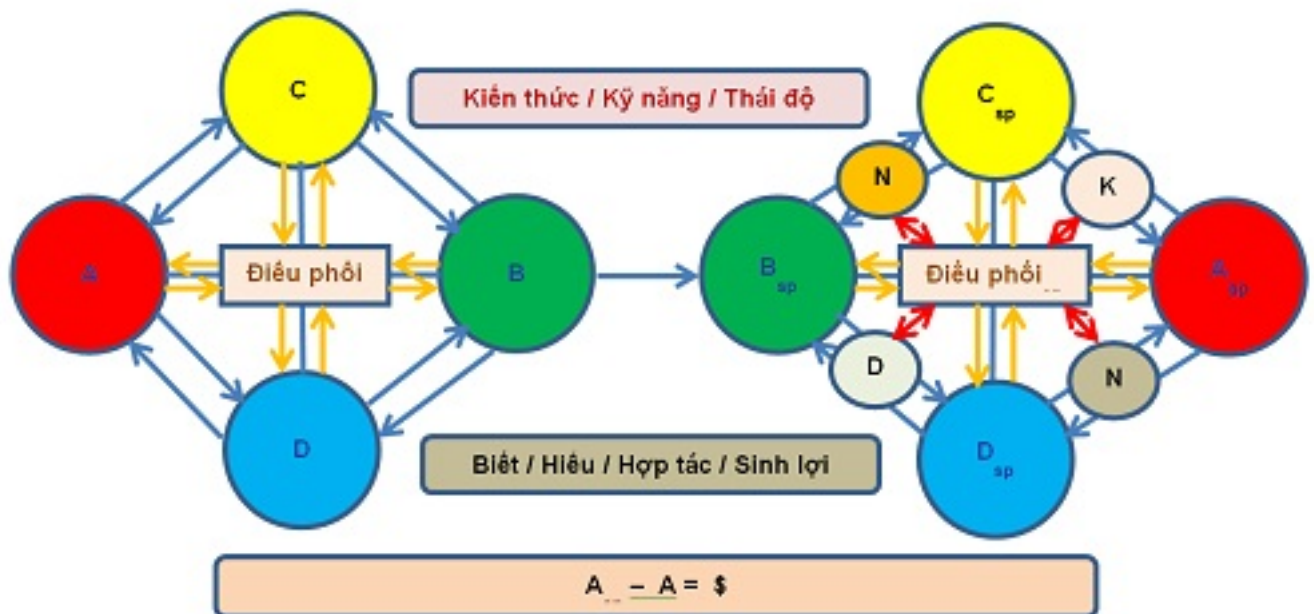 C
Kiến thức / Kỹ năng / Thái độ
C sp
N
K
A
Điều phối
B
B sp
Điều phối
A sp
D
N
D
Biết / Hiểu / Hợp tác / Sinh lợi
D sp
A – A = $